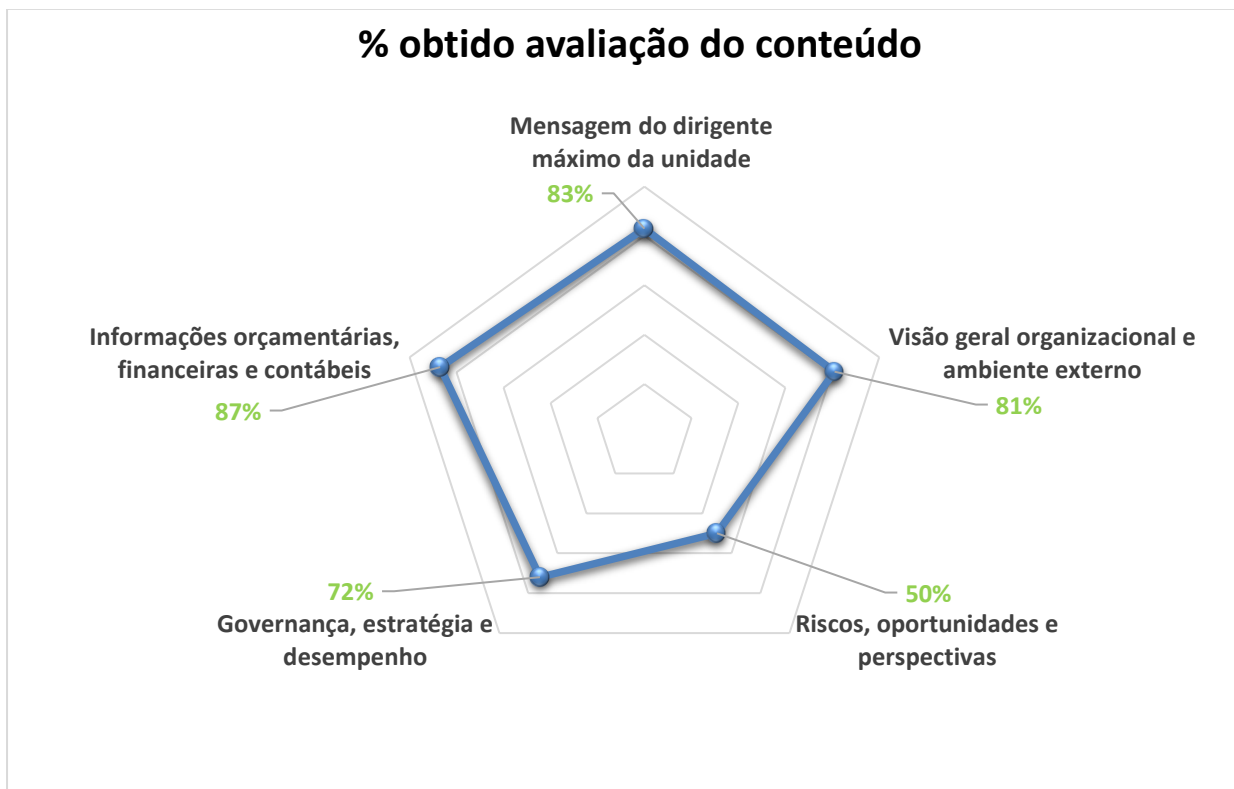 % obtido avaliação do conteúdo
Mensagem do dirigente
máximo da unidade
83%
Visão geral organizacional e
ambiente externo
81%
50%
Riscos, oportunidades e
perspectivas
72%
Governança, estratégia e
desempenho
Informações orçamentárias,
financeiras e contábeis
87%